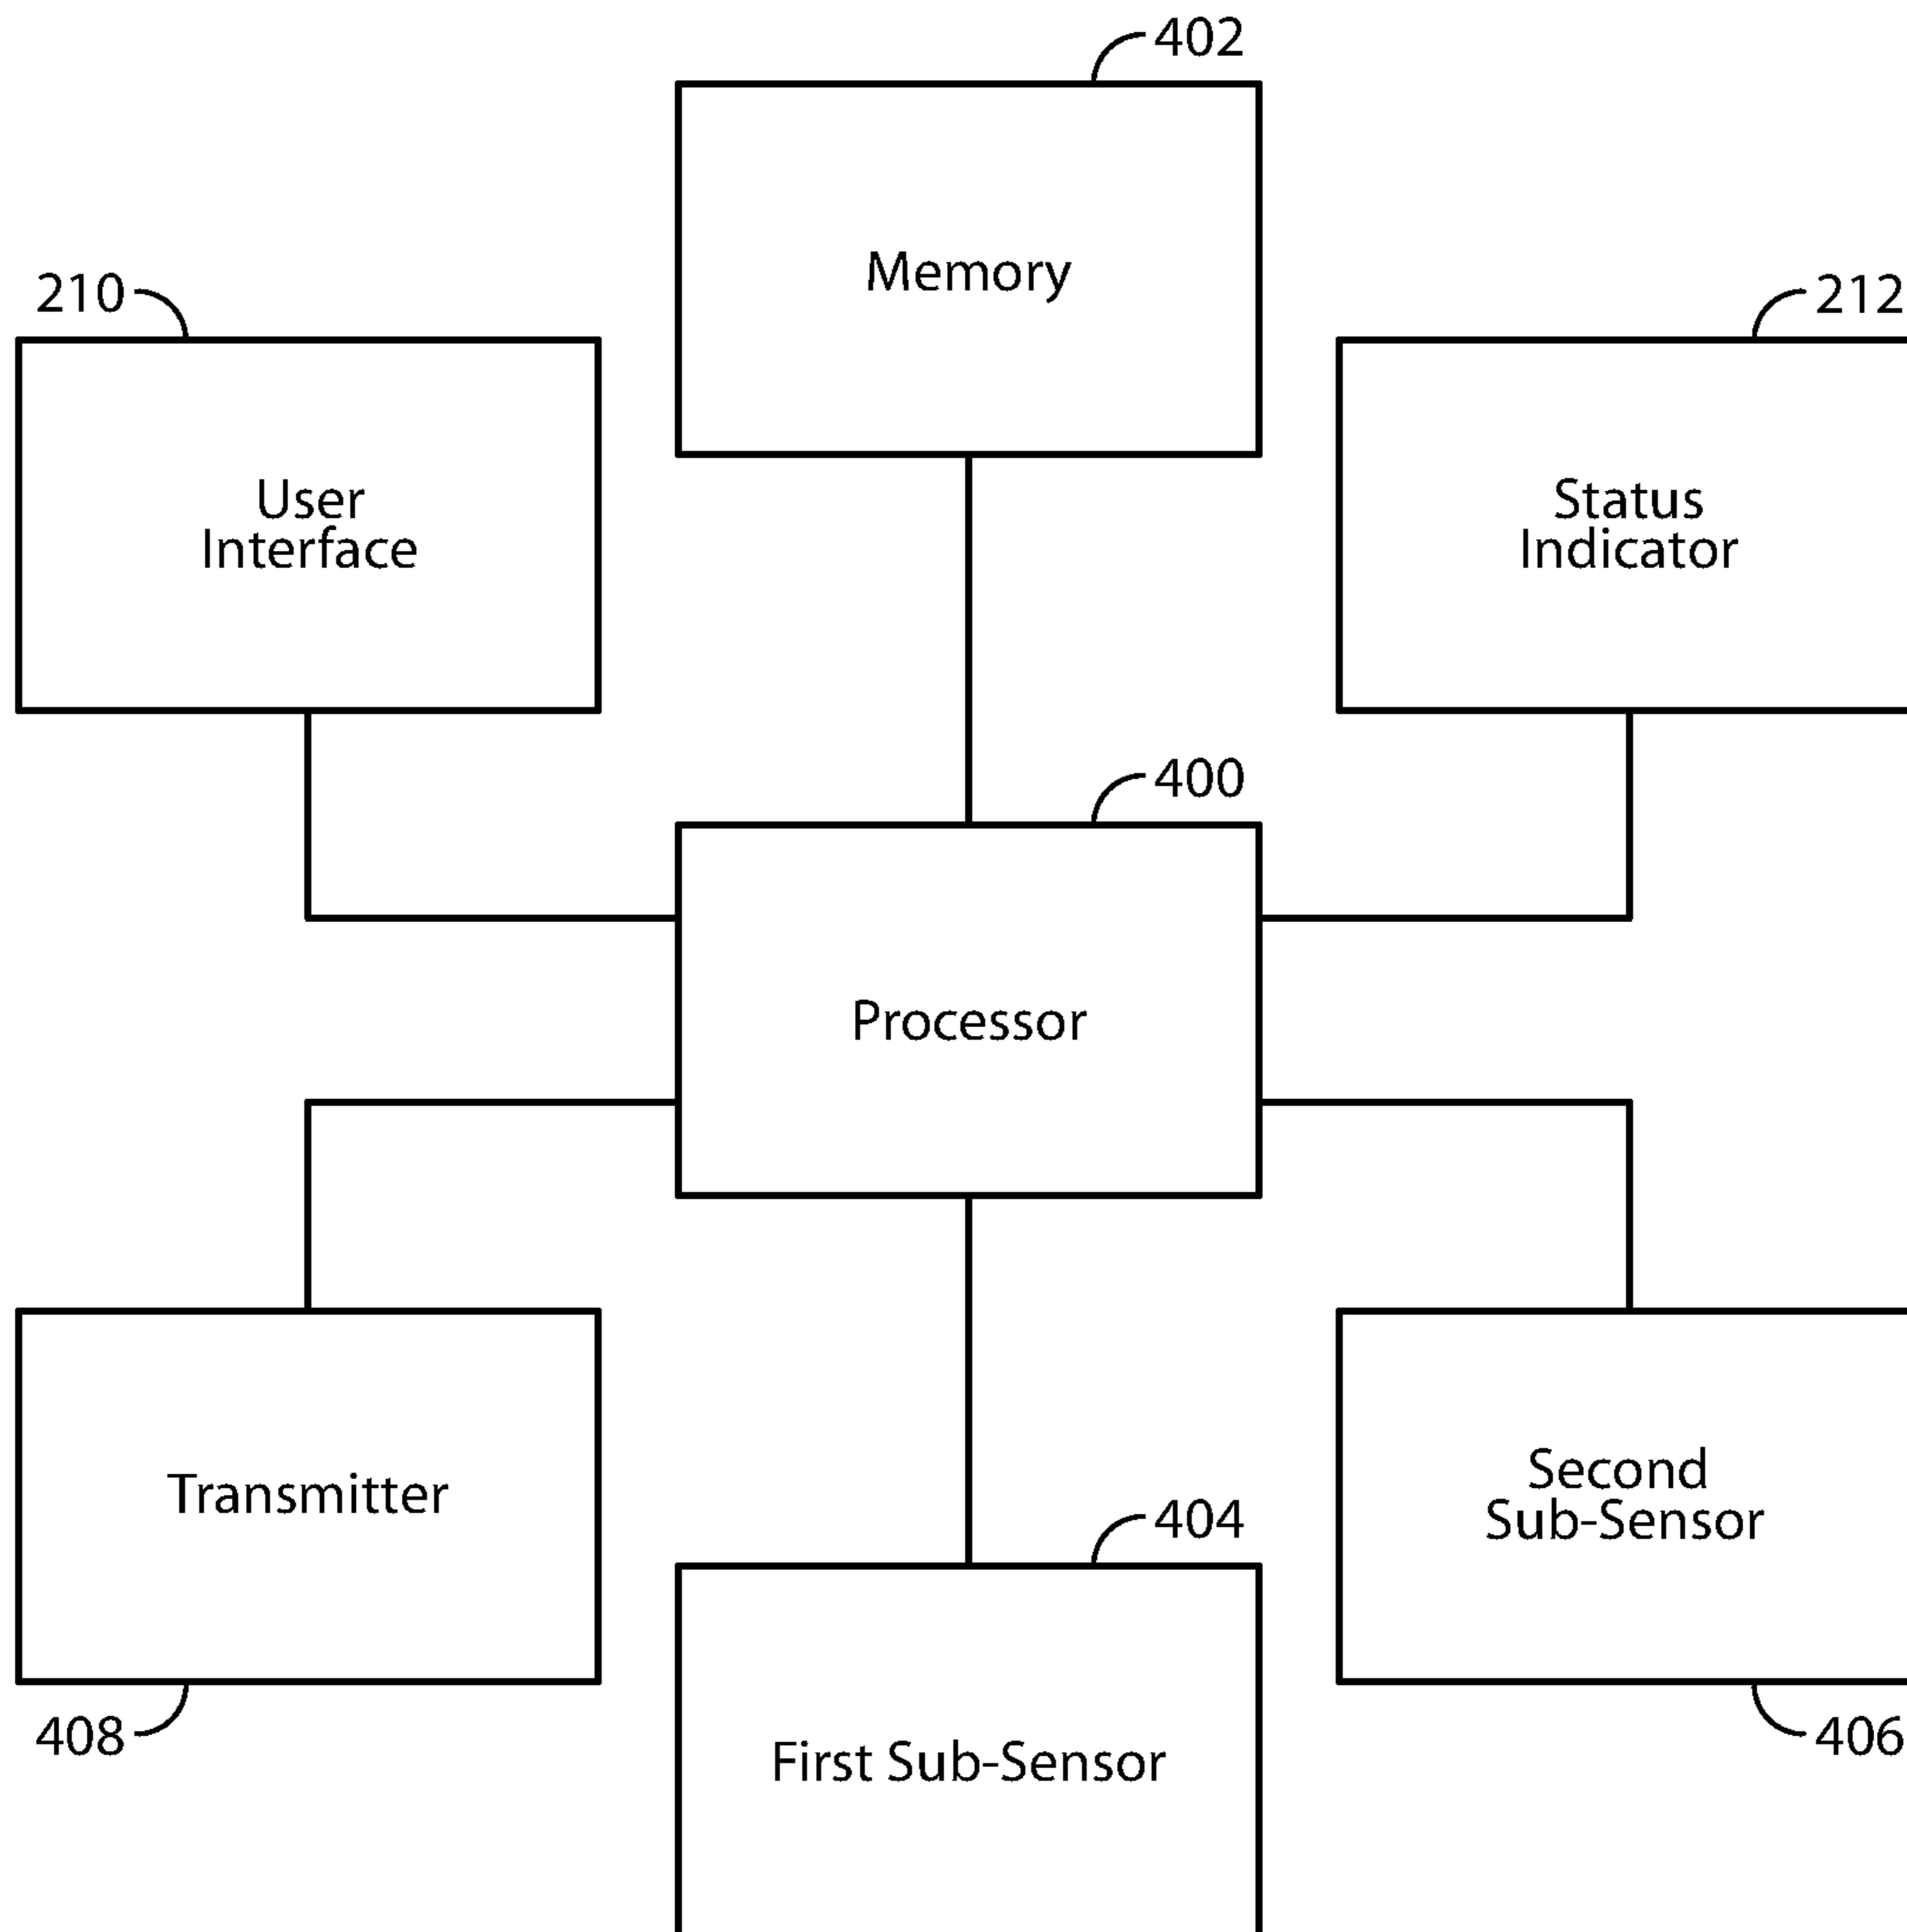 402
Memory
210
User
Interface
212
Status
Indicator
400
Processor
Transmitter
408
404
First Sub-Sensor
Second
Sub-Sensor
406